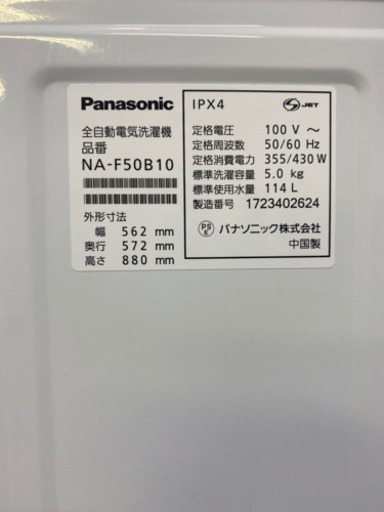 Panasonic
全自動電気洗濯機
品番
NA-F50B10
外形寸法
幅 562 mm
奥行 572 mm
高さ 880 mm
IPX4
S JET
定格電圧 100 V ～
定格周波数 50/60 Hz
定格消費電力 355/430 W
標準洗濯容量 5.0 kg
標準使用水量 114 L
製造番号 1723402624
PS E パナソニック株式会社
中国製